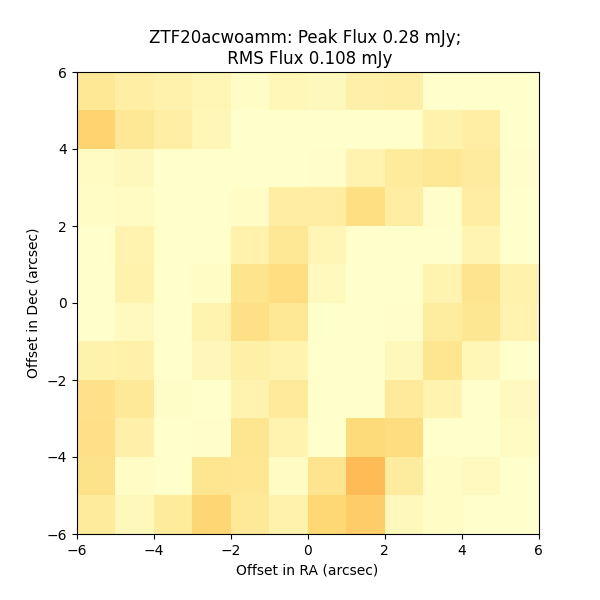 ZTF20acwoamm: Peak Flux 0.28 mJy;
RMS Flux 0.108 mJy
6
4
2
0
−2
−4
−6
Offset in Dec (arcsec)
−6 −4 −2 0 2 4 6
Offset in RA (arcsec)